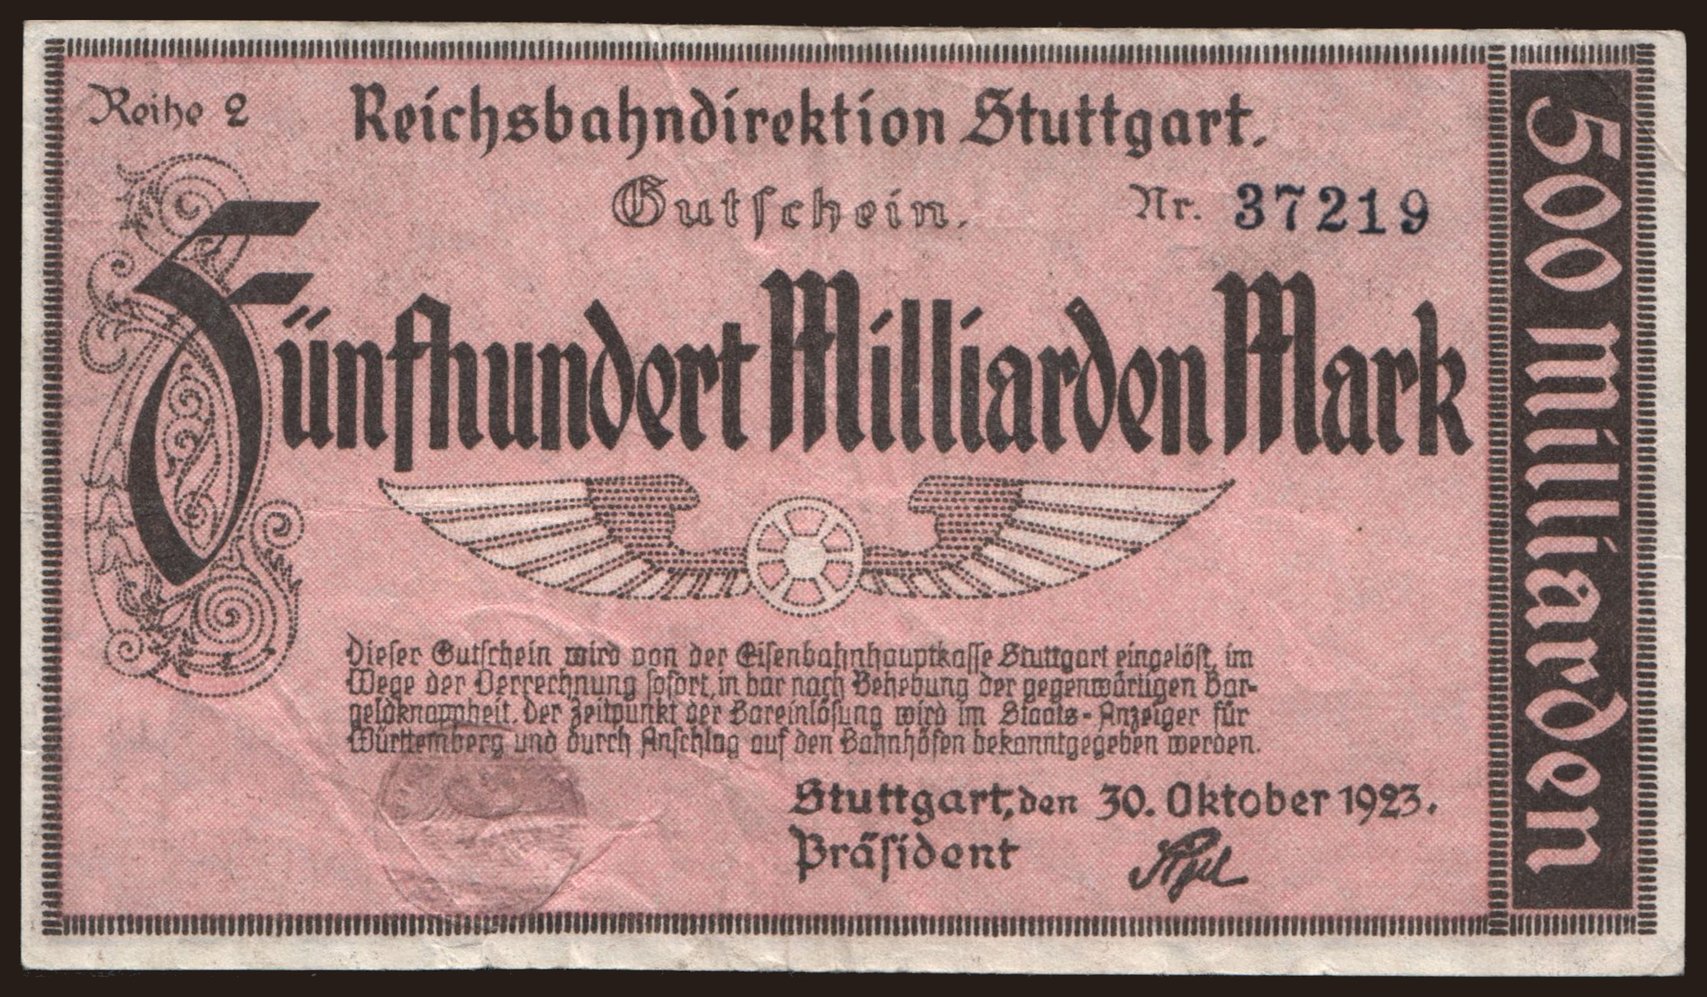 Reihe 2
Reichsbahndirektion Stuttgart.
Gutschein.
Nr. 37219
Fünfhundert Milliarden Mark
Dieser Gutschein wird von der Eisenbahnhauptkasse Stuttgart eingelöst, im
Wege der Verrechnung sofort, in bar nach Behebung der gegenwärtigen Bar-
geldknappheit. Der Zeitpunkt der Bareinlösung wird im Staats-Anzeiger für
Württemberg und durch Anschlag auf den Bahnhöfen bekanntgegeben werden.
Stuttgart, den 30. Oktober 1923.
Präsident
500 Milliarden